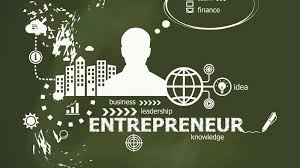 finance
idea
business
leadership
ENTREPRENEUR
knowledge